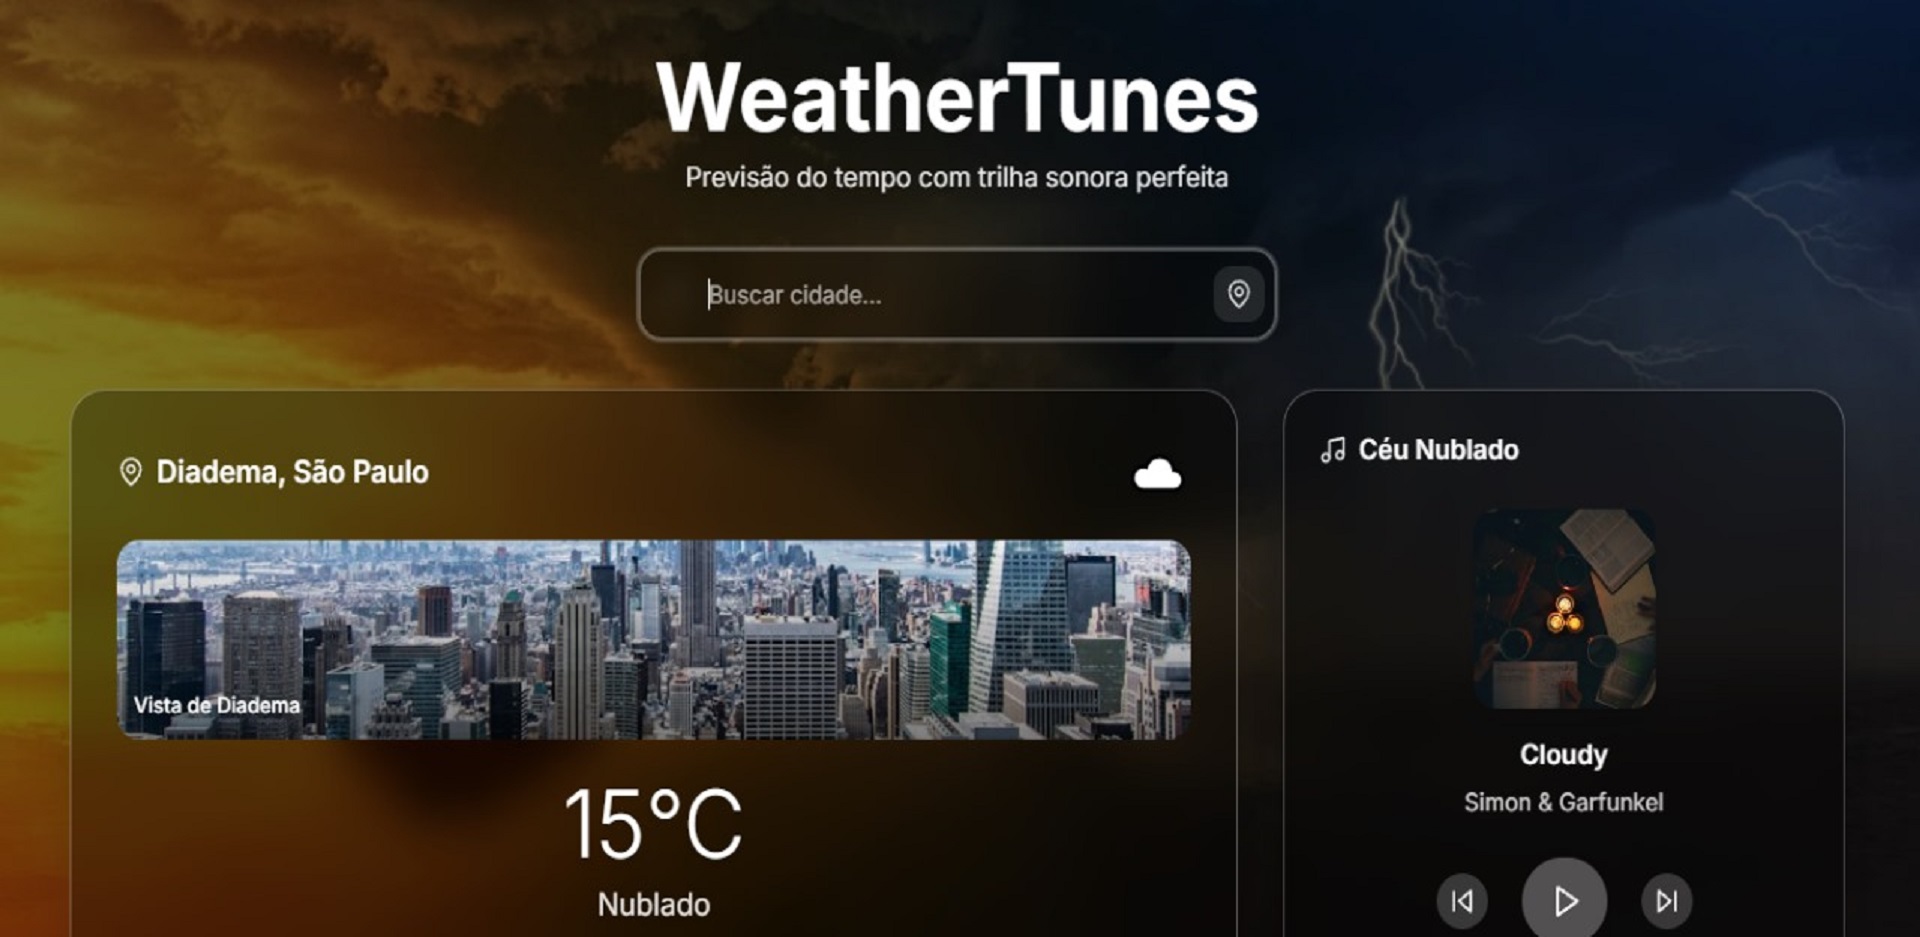 WeatherTunes
Previsão do tempo com trilha sonora perfeita
Buscar cidade...
Diadema, São Paulo
Vista de Diadema
15°C
Nublado
Céu Nublado
Cloudy
Simon & Garfunkel